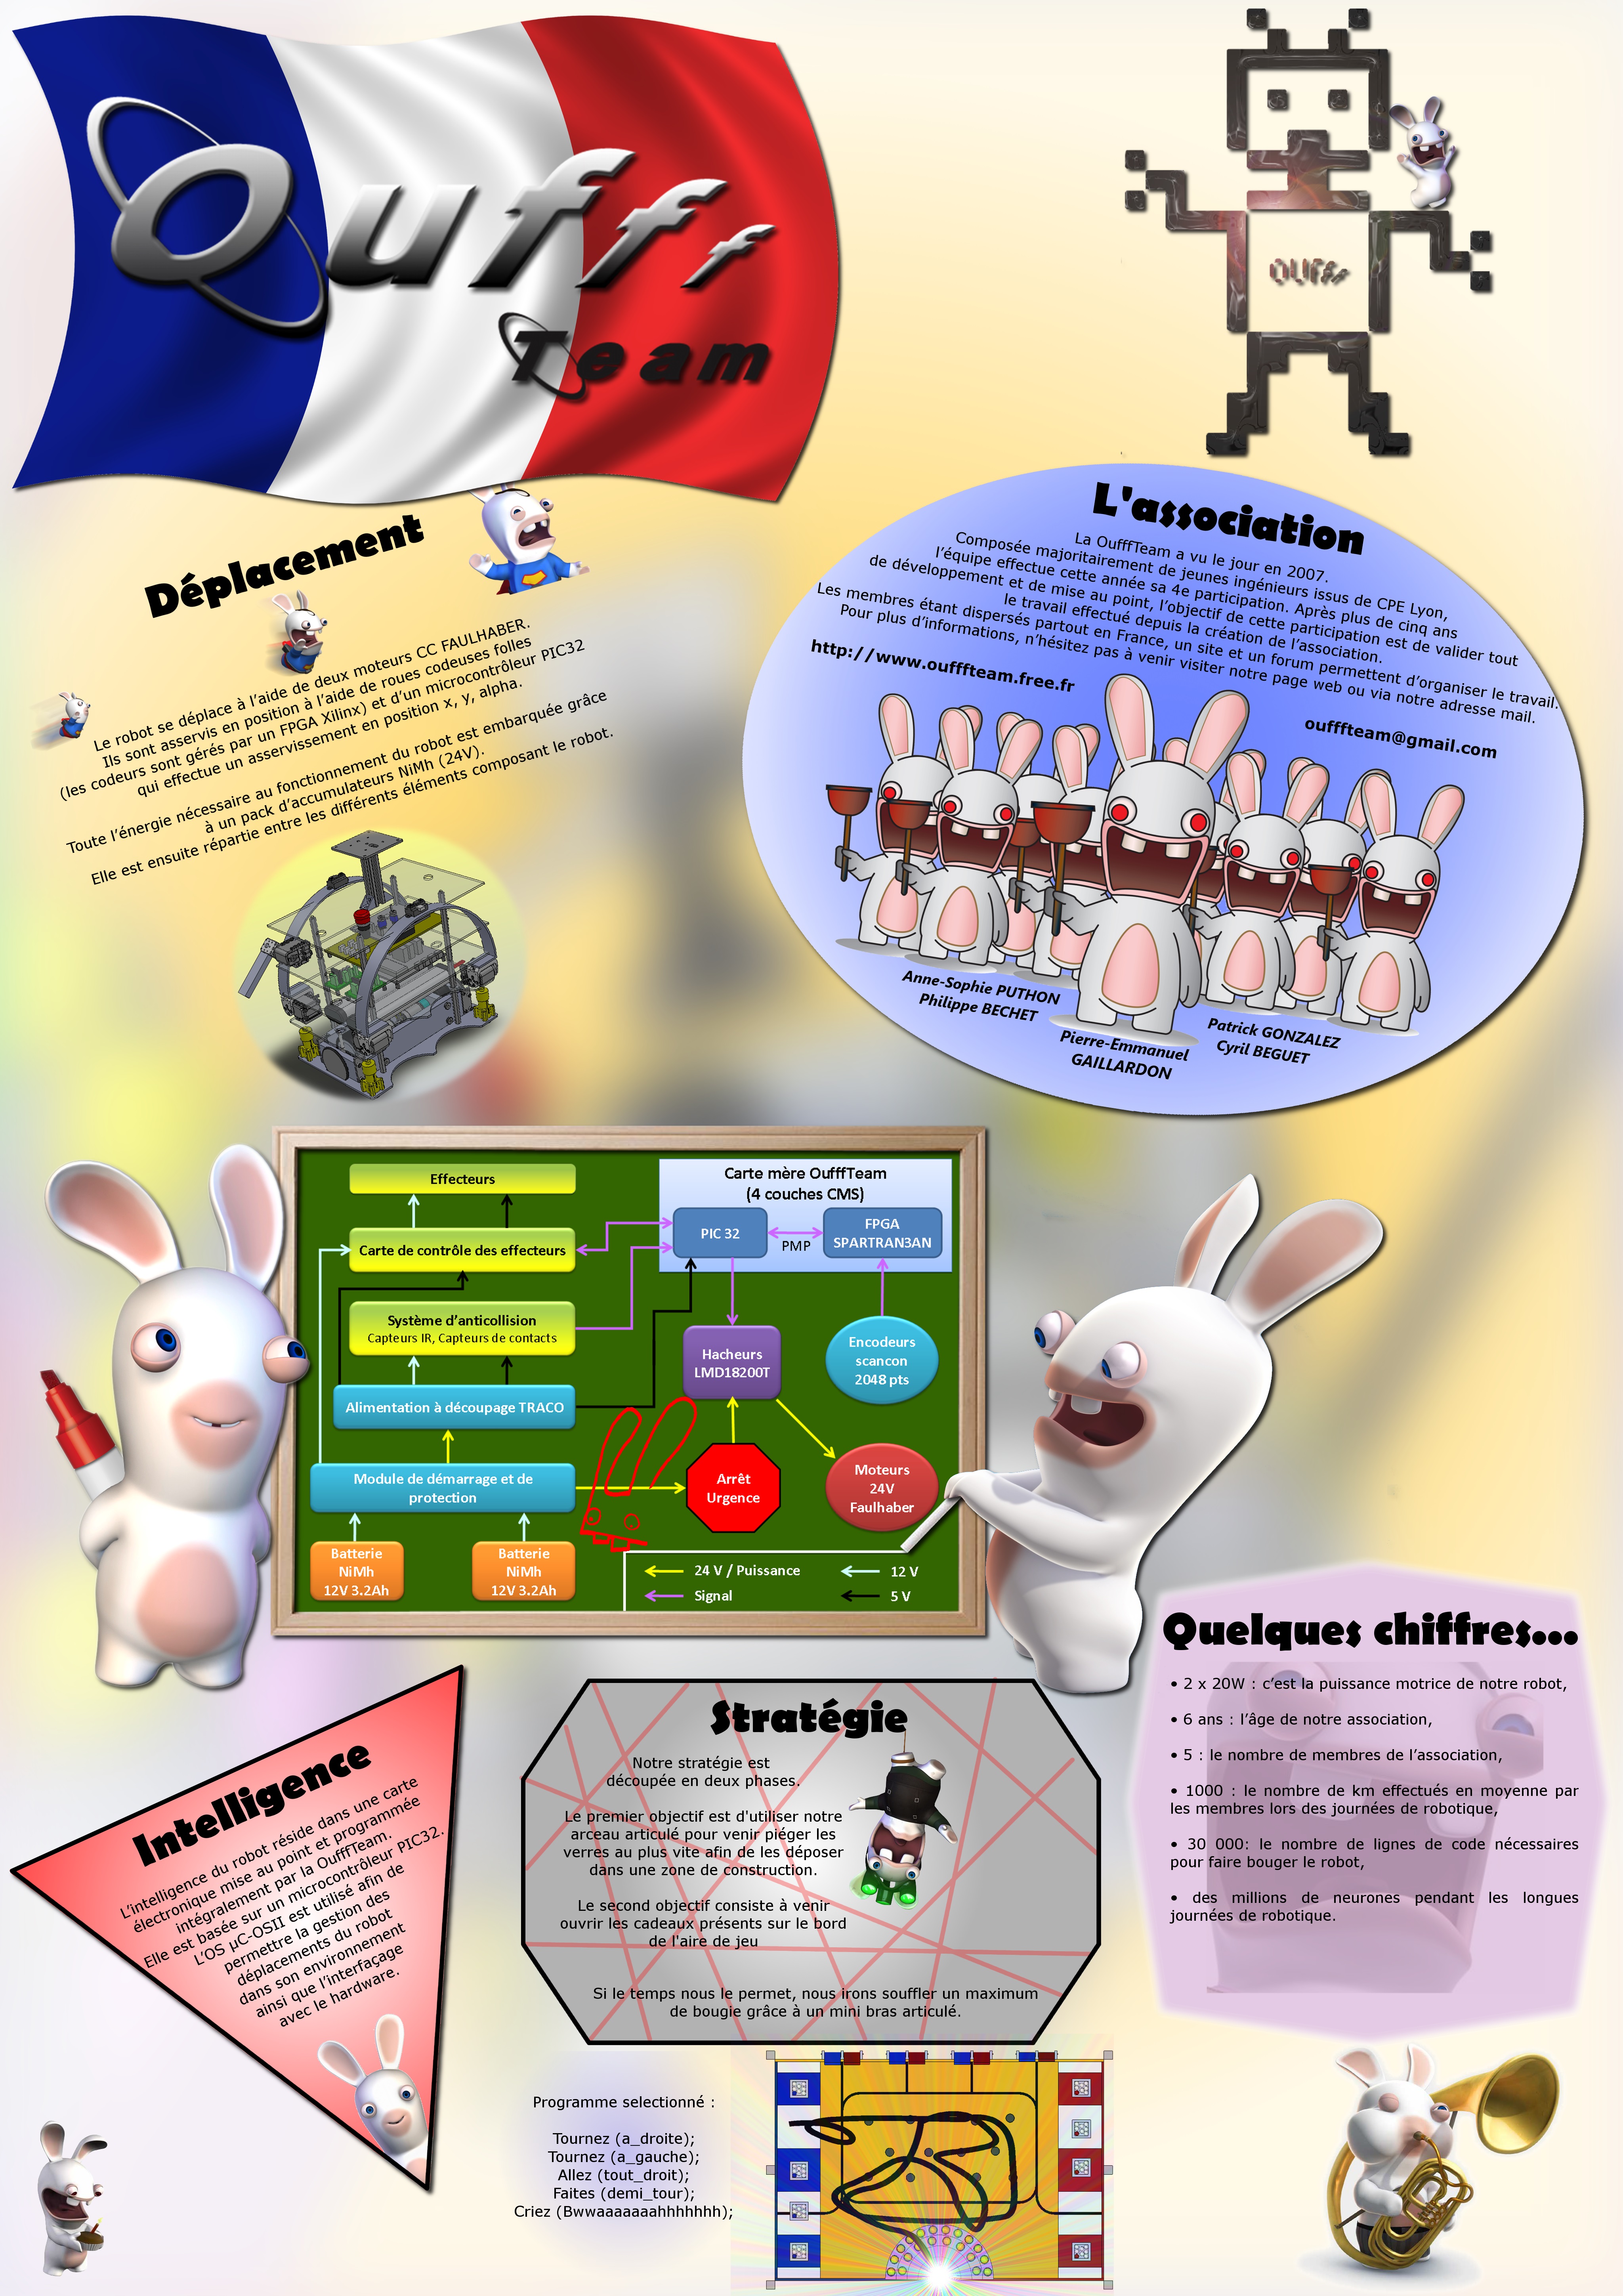 Oufff
Team
OUFFF
Déplacement
Le robot se déplace à l'aide de deux moteurs CC FAULHABER.
Ils sont asservis en position à l'aide de roues codeuses folles
(les codeurs sont gérés par un FPGA Xilinx) et d'un microcontrôleur PIC32
qui effectue un asservissement en position x, y, alpha.
Toute l'énergie nécessaire au fonctionnement du robot est embarquée grâce
à un pack d'accumulateurs NiMh (24V).
Elle est ensuite répartie entre les différents éléments composant le robot.
L'association
La OufffTeam a vu le jour en 2007.
Composée majoritairement de jeunes ingénieurs issus de CPE Lyon,
l'équipe effectue cette année sa 4e participation. Après plus de cinq ans
de développement et de mise au point, l'objectif de cette participation est de valider tout
le travail effectué depuis la création de l'association.
Les membres étant dispersés partout en France, un site et un forum permettent d'organiser le travail.
Pour plus d'informations, n'hésitez pas à venir visiter notre page web ou via notre adresse mail.
http://www.oufffteam.free.fr
oufffteam@gmail.com
Anne-Sophie PUTHON
Philippe BECHET
Pierre-Emmanuel
GAILLARDON
Patrick GONZALEZ
Cyril BEGUET
Effecteurs
Carte de contrôle des effecteurs
Système d'anticollision
Capteurs IR, Capteurs de contacts
Alimentation à découpage TRACO
Module de démarrage et de
protection
Batterie
NiMh
12V 3.2Ah
Batterie
NiMh
12V 3.2Ah
Carte mère OufffTeam
(4 couches CMS)
PIC 32
PMP
FPGA
SPARTRAN3AN
Hacheurs
LMD18200T
Encodeurs
scancon
2048 pts
Arrêt
Urgence
Moteurs
24V
Faulhaber
24 V / Puissance
12 V
Signal
5 V
Quelques chiffres...
• 2 x 20W : c'est la puissance motrice de notre robot,
• 6 ans : l'âge de notre association,
• 5 : le nombre de membres de l'association,
• 1000 : le nombre de km effectués en moyenne par
les membres lors des journées de robotique,
• 30 000: le nombre de lignes de code nécessaires
pour faire bouger le robot,
• des millions de neurones pendant les longues
journées de robotique.
Intelligence
L'intelligence du robot réside dans une carte
électronique mise au point et programmée
intégralement par la OufffTeam.
Elle est basée sur un microcontrôleur PIC32.
L'OS µC-OSII est utilisé afin de
permettre la gestion des
déplacements du robot
dans son environnement
ainsi que l'interfaçage
avec le hardware.
Stratégie
Notre stratégie est
découpée en deux phases.
Le premier objectif est d'utiliser notre
arceau articulé pour venir piéger les
verres au plus vite afin de les déposer
dans une zone de construction.
Le second objectif consiste à venir
ouvrir les cadeaux présents sur le bord
de l'aire de jeu
Si le temps nous le permet, nous irons souffler un maximum
de bougie grâce à un mini bras articulé.
Programme selectionné :
Tournez (a_droite);
Tournez (a_gauche);
Allez (tout_droit);
Faites (demi_tour);
Criez (Bwwaaaaaaahhhhhhh);